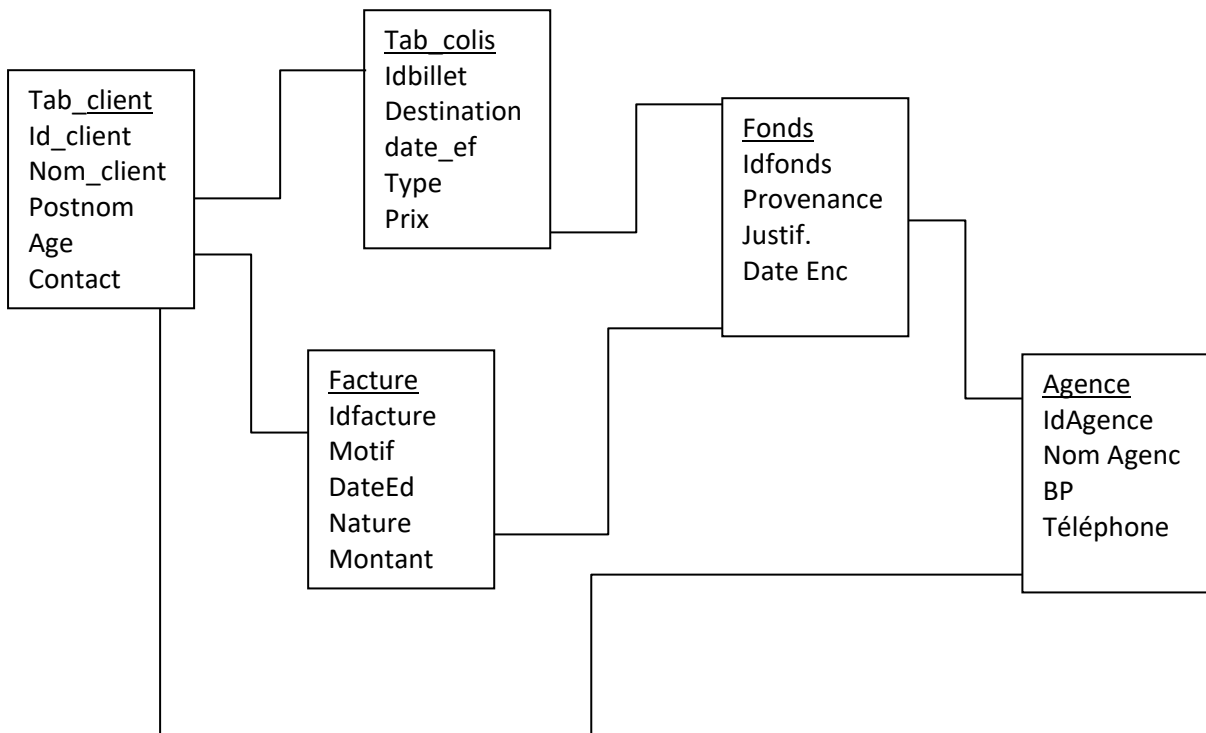 Tab_client
Id_client
Nom_client
Postnom
Age
Contact
Tab_colis
Idbillet
Destination
date_ef
Type
Prix
Facture
Idfacture
Motif
DateEd
Nature
Montant
Fonds
Idfonds
Provenance
Justif.
Date Enc
Agence
IdAgence
Nom Agenc
BP
Téléphone